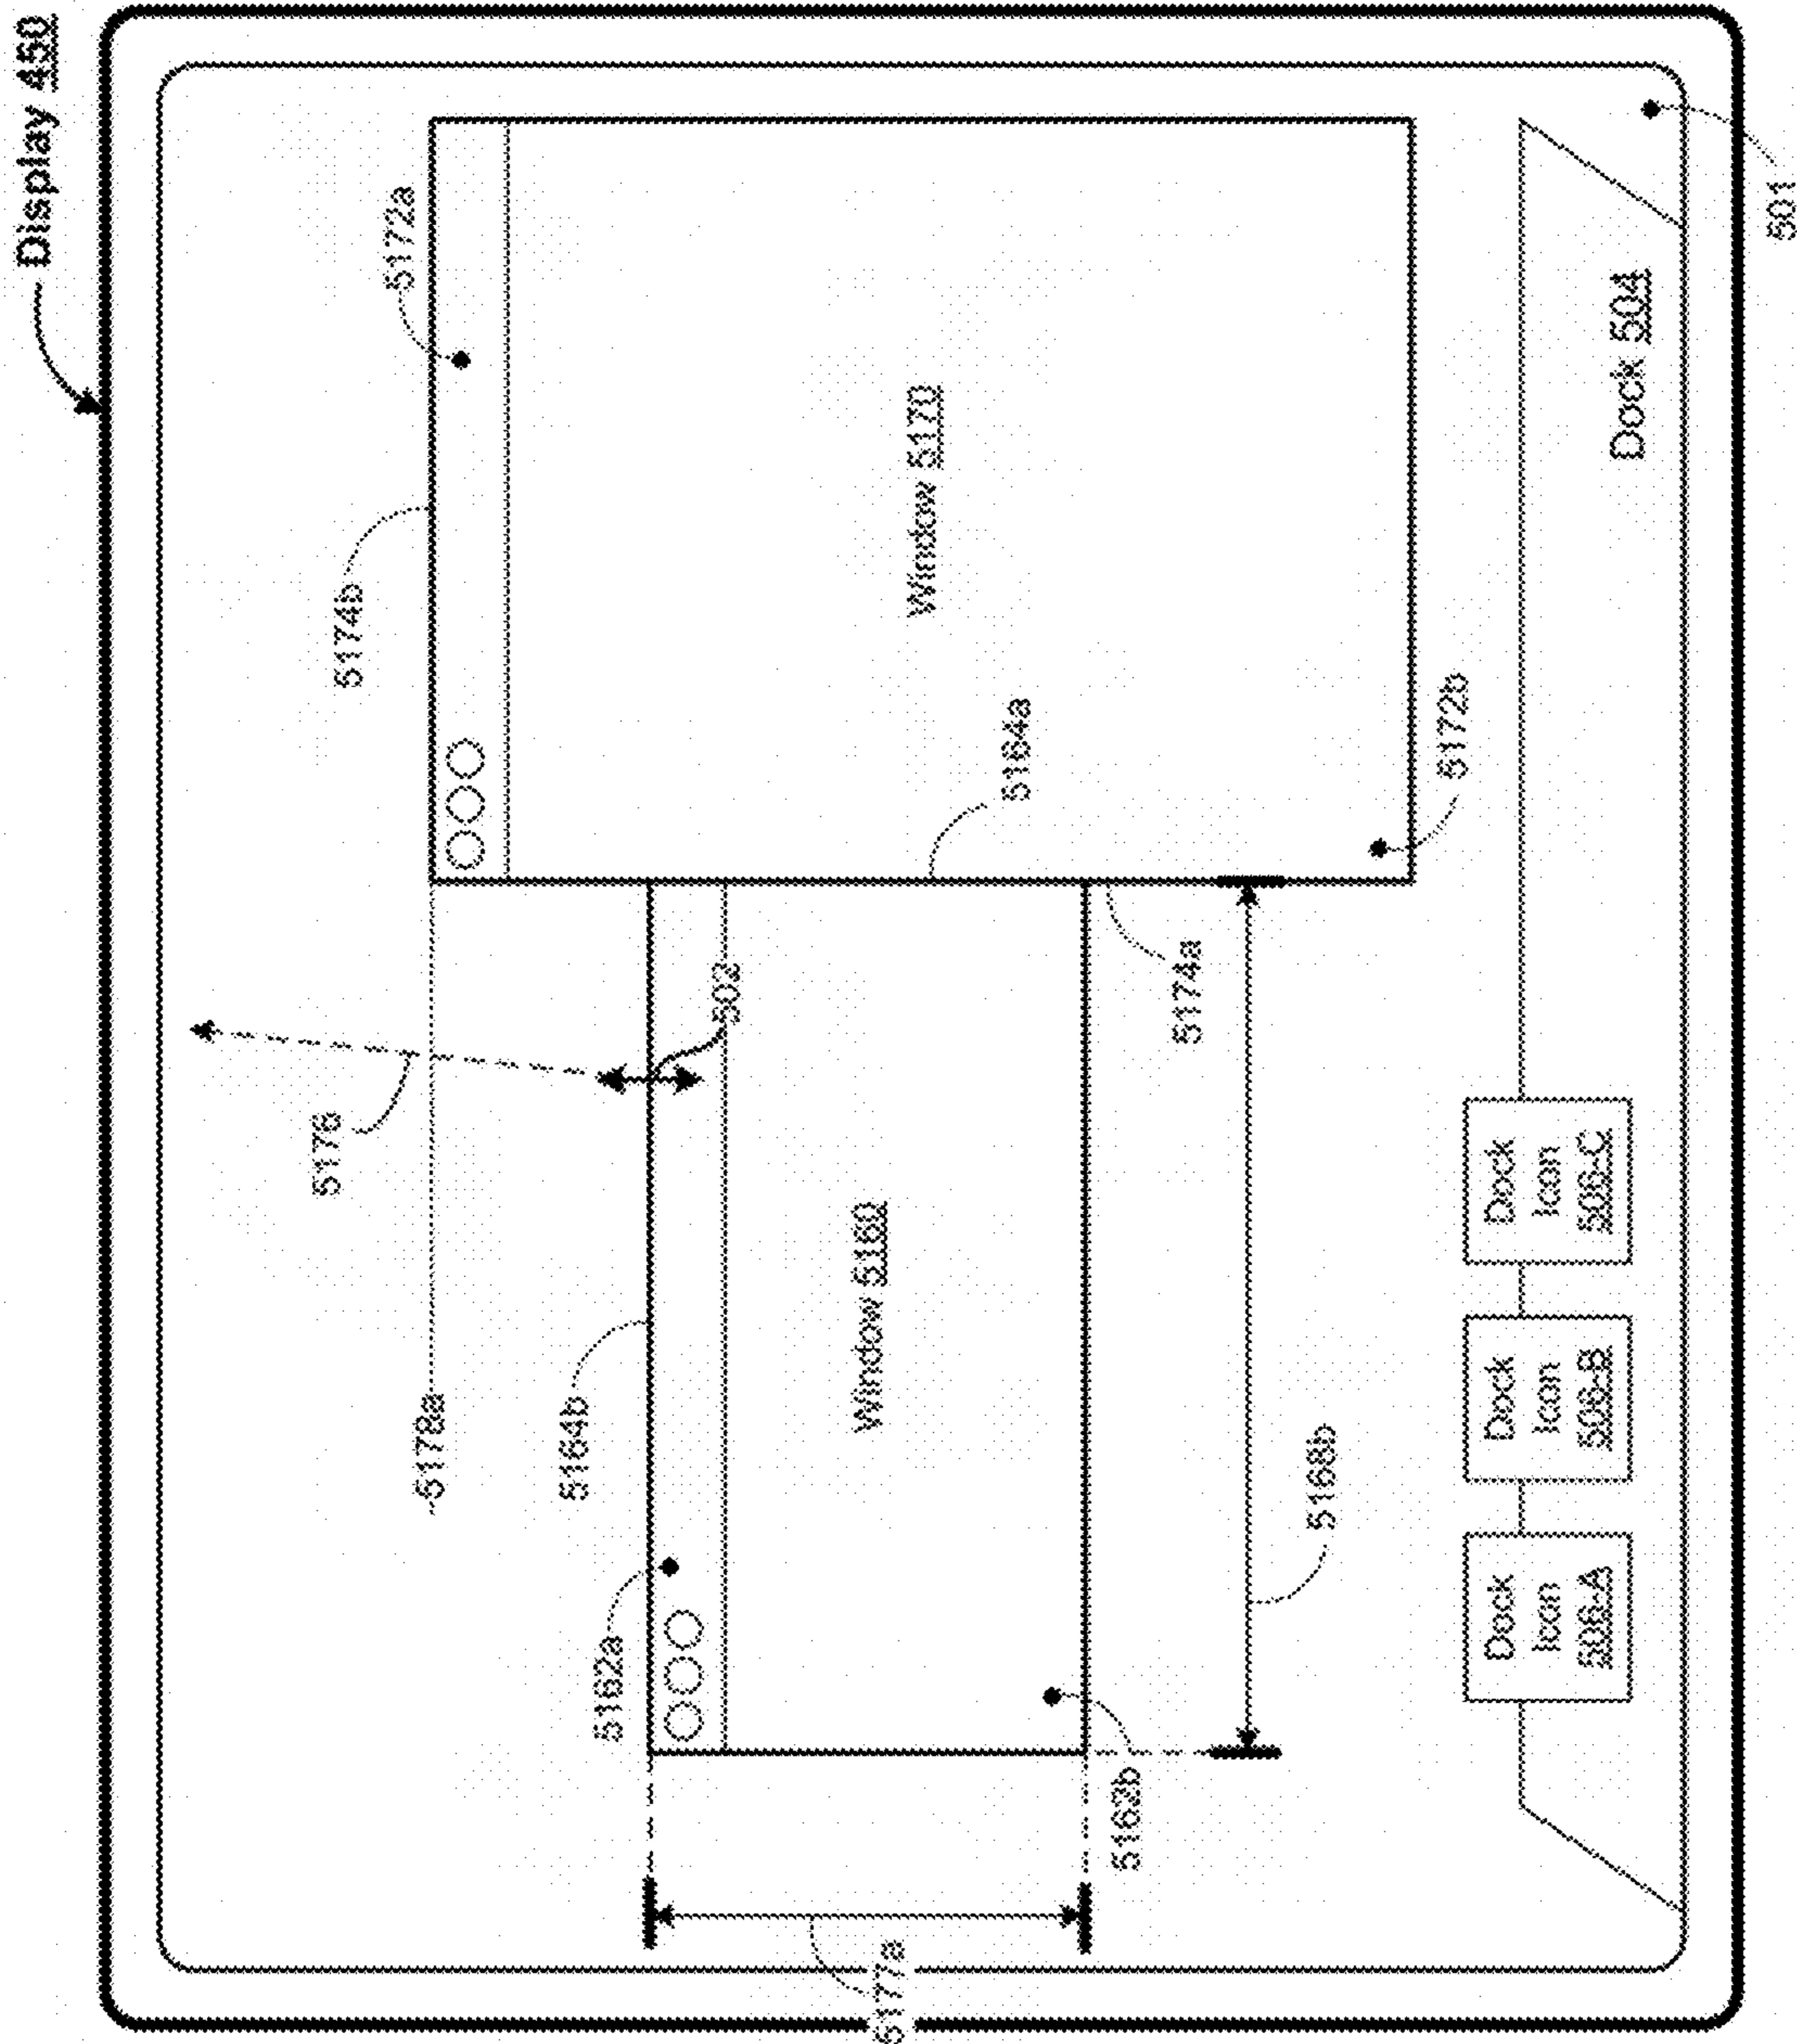 Display 450
5172a
5174b
5176
5178a
5164b
5162a
502
Window 5170
5164a
Window 5160
5172b
5174a
5168b
5162b
5177a
Dock
Icon
506-A
Dock
Icon
506-B
Dock
Icon
506-C
Dock 504
501